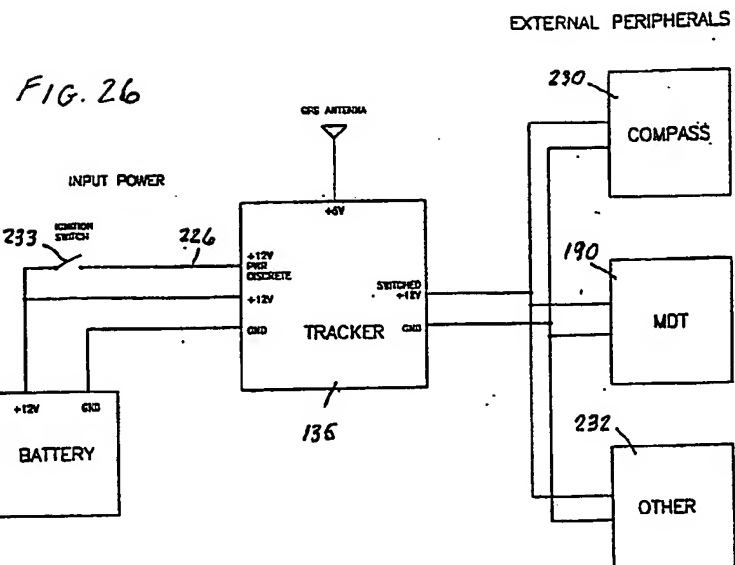 EXTERNAL PERIPHERALS
FIG. 26
230
GPS ANTENNA
COMPASS
INPUT POWER
+5V
233
IGNITION
SWITCH
226
+12V
PWR
DISCRETE
190
SWITCHED
+12V
+12V
MDT
GND
TRACKER
GND
136
+12V
GND
232
BATTERY
OTHER